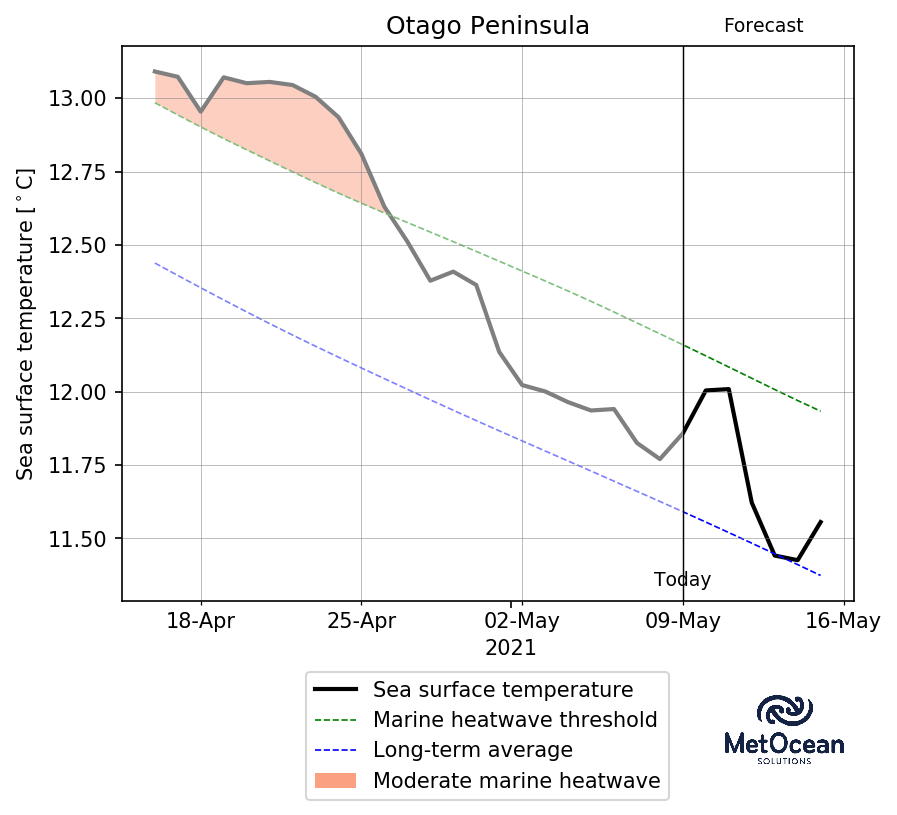 Otago Peninsula
Forecast
Sea surface temperature [°C]
13.00
12.75
12.50
12.25
12.00
11.75
11.50
Today
18-Apr 25-Apr 02-May 09-May 16-May
2021
Sea surface temperature
Marine heatwave threshold
Long-term average
Moderate marine heatwave
MetOcean
SOLUTIONS